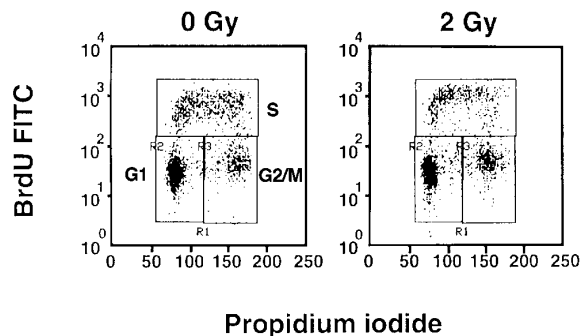 0 Gy 2 Gy
BrdU FITC
10^4 10^4
10^3 10^3
S
10^2 10^2
R2 R3 R2 R3
G1 G2/M
10^1 10^1
10^0 R1 10^0 R1
0 50 100 150 200 250 0 50 100 150 200 250
Propidium iodide